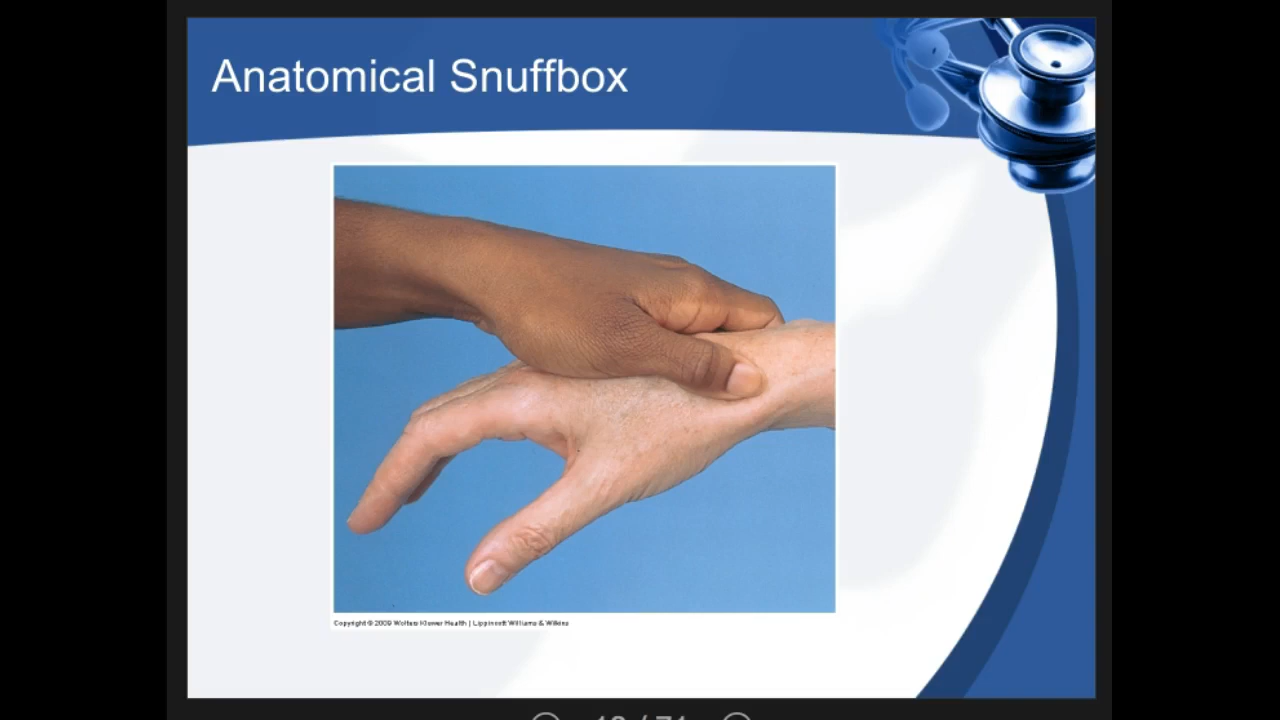 Anatomical Snuffbox
Copyright © 2009 Wolters Kluwer Health | Lippincott Williams & Wilkins